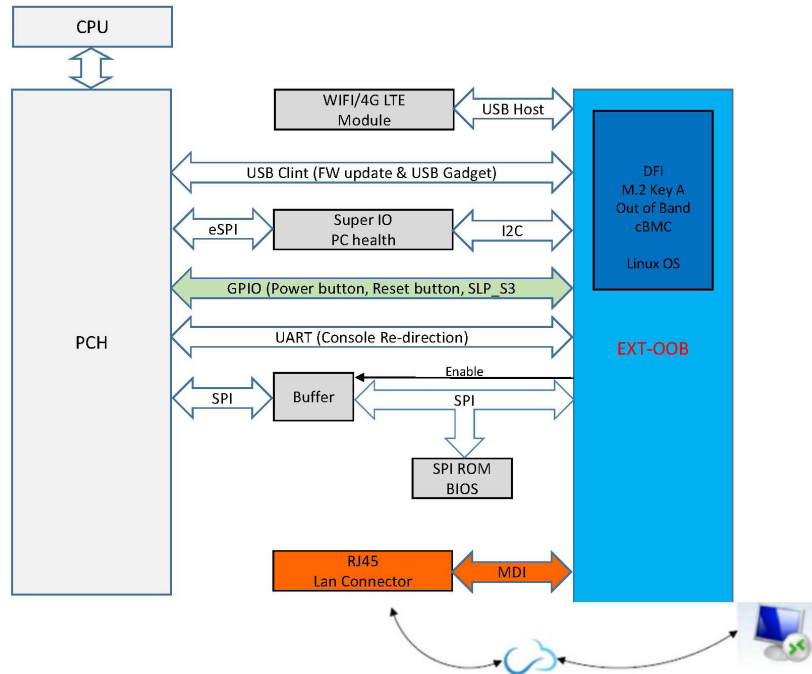 CPU
WIFI/4G LTE
Module
USB Host
USB Clint (FW update & USB Gadget)
DFI
M.2 Key A
Out of Band
cBMC
Linux OS
eSPI
Super IO
PC health
I2C
GPIO (Power button, Reset button, SLP_S3
PCH
UART (Console Re-direction)
EXT-OOB
Enable
SPI
Buffer
SPI
SPI ROM
BIOS
RJ45
Lan Connector
MDI